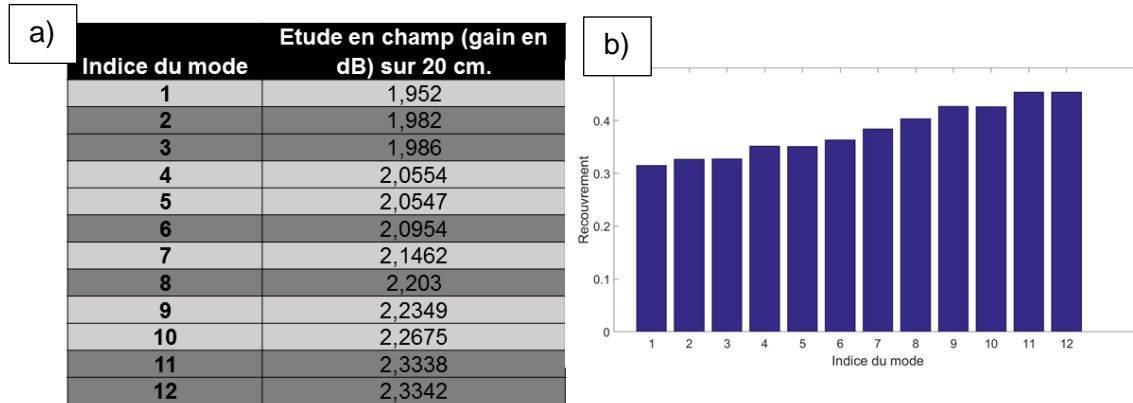 a)
Indice du mode Etude en champ (gain en
dB) sur 20 cm.
1 1,952
2 1,982
3 1,986
4 2,0554
5 2,0547
6 2,0954
7 2,1462
8 2,203
9 2,2349
10 2,2675
11 2,3338
12 2,3342
b)
Recouvrement
0.4
0.3
0.2
0.1
0
1 2 3 4 5 6 7 8 9 10 11 12
Indice du mode